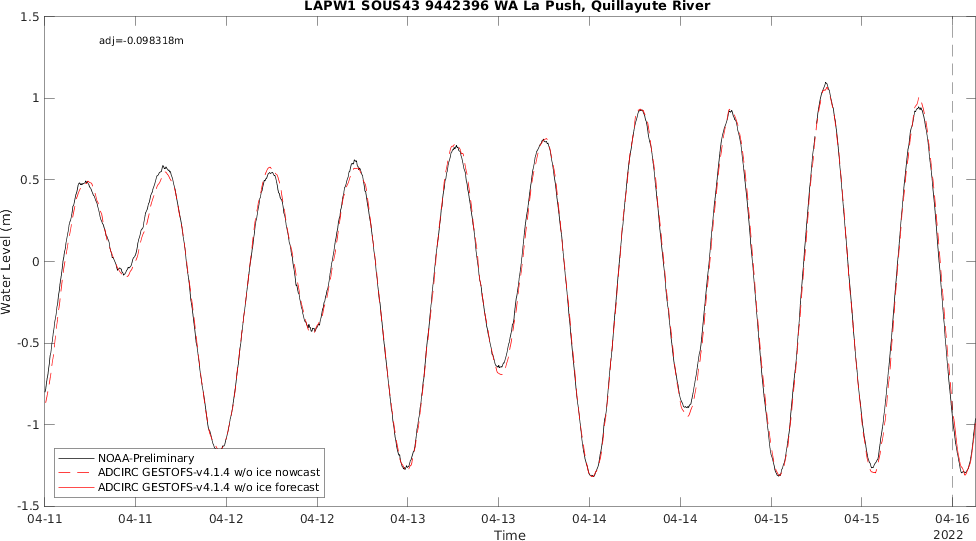 LAPW1 SOUS43 9442396 WA La Push, Quillayute River
adj=-0.098318m
Water Level (m)
1.5
1
0.5
0
-0.5
-1
-1.5
NOAA-Preliminary
ADCIRC GESTOFS-v4.1.4 w/o ice nowcast
ADCIRC GESTOFS-v4.1.4 w/o ice forecast
04-11 04-11 04-12 04-12 04-13 04-13 04-14 04-14 04-15 04-15 04-16
2022
Time